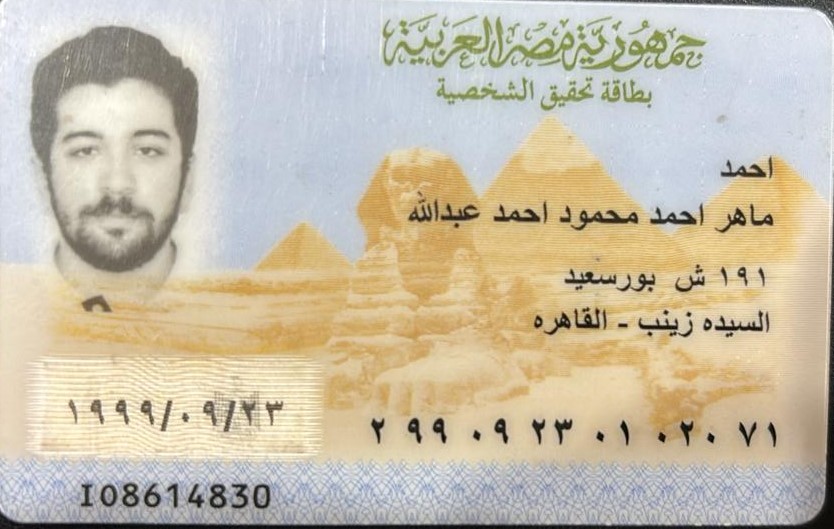 جمهورية مصر العربية
بطاقة تحقيق الشخصية
احمد
ماهر احمد محمود احمد عبدالله
١٩١ ش بورسعيد
السيده زينب - القاهره
١٩٩٩/٠٩/٢٣
٢ ٩٩ ٠٩ ٢٣ ٠١ ٠٢٠ ٧١
I08614830